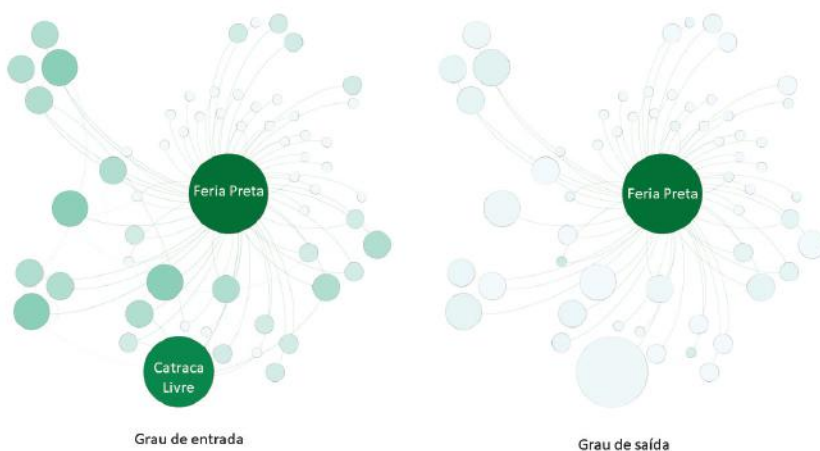 Feria Preta
Catraca
Livre
Grau de entrada
Feria Preta
Grau de saída